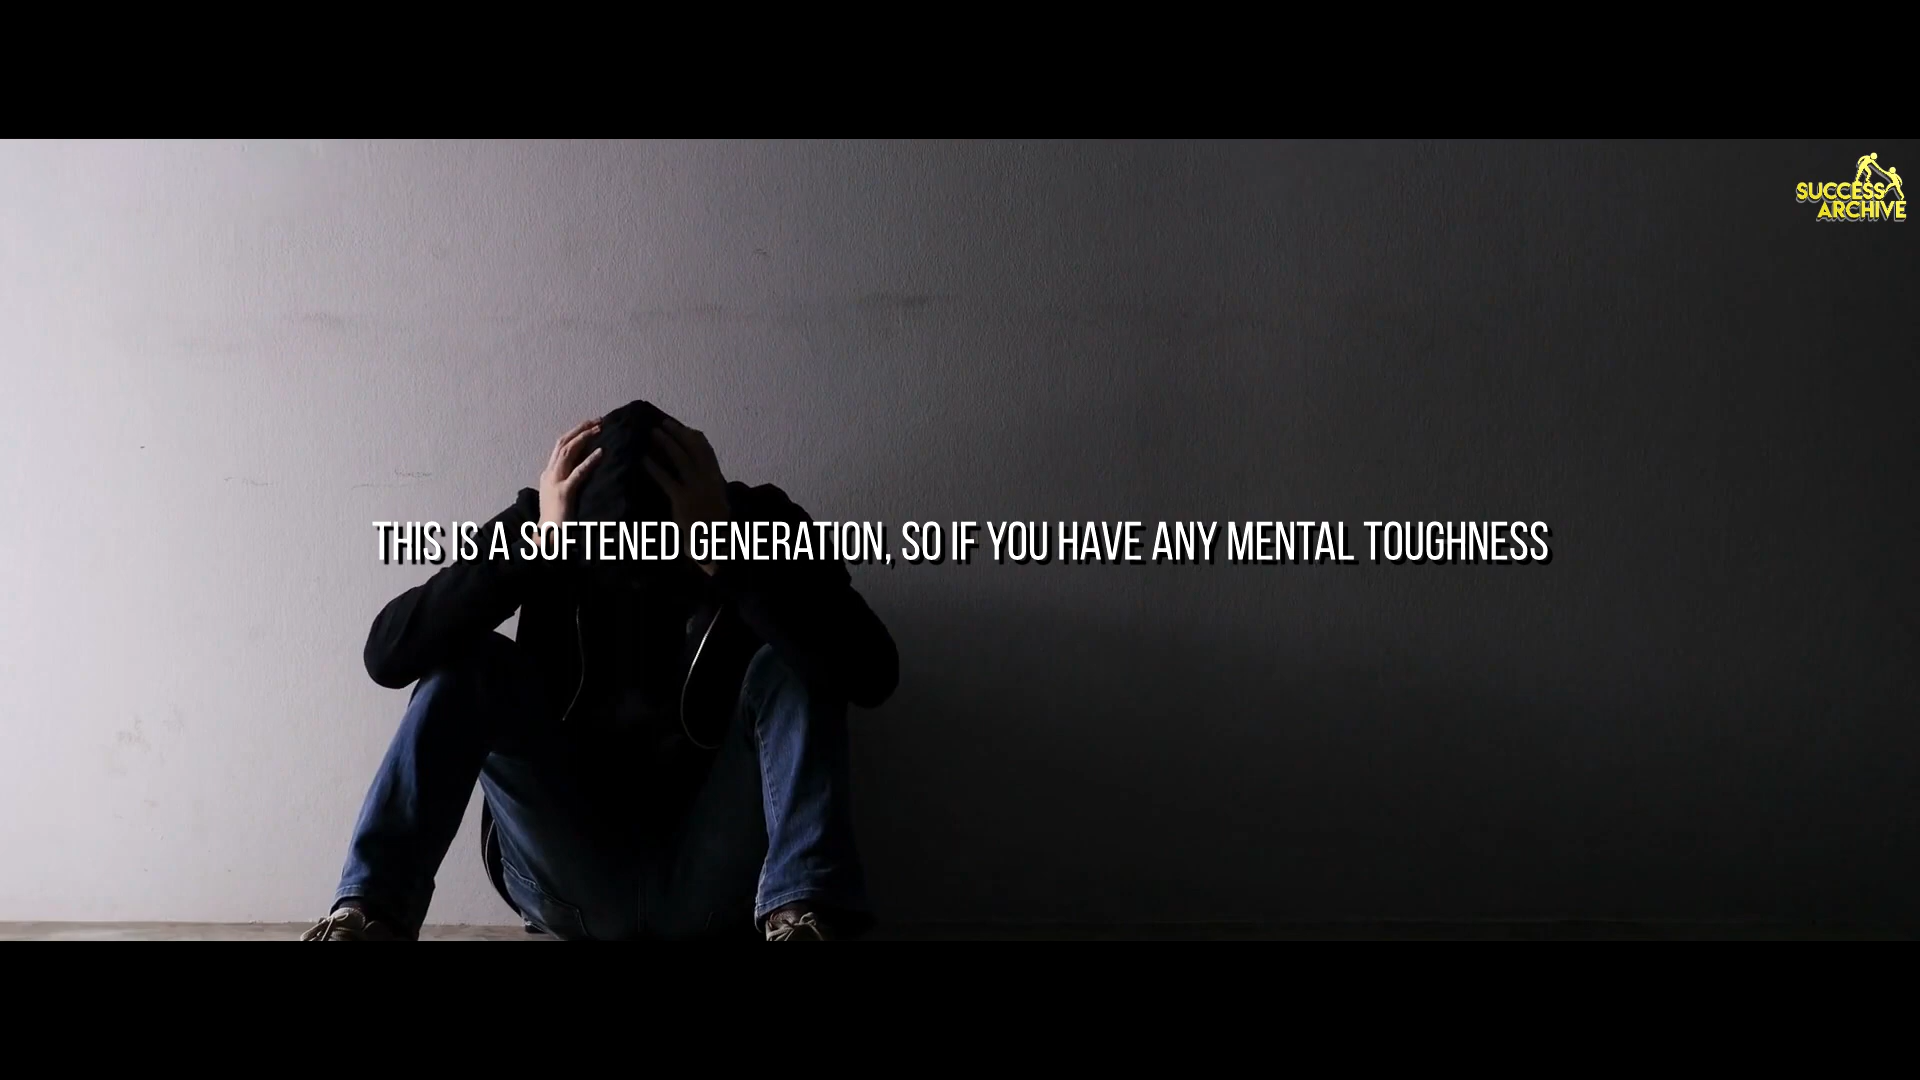 SUCCESS
ARCHIVE
THIS IS A SOFTENED GENERATION, SO IF YOU HAVE ANY MENTAL TOUGHNESS